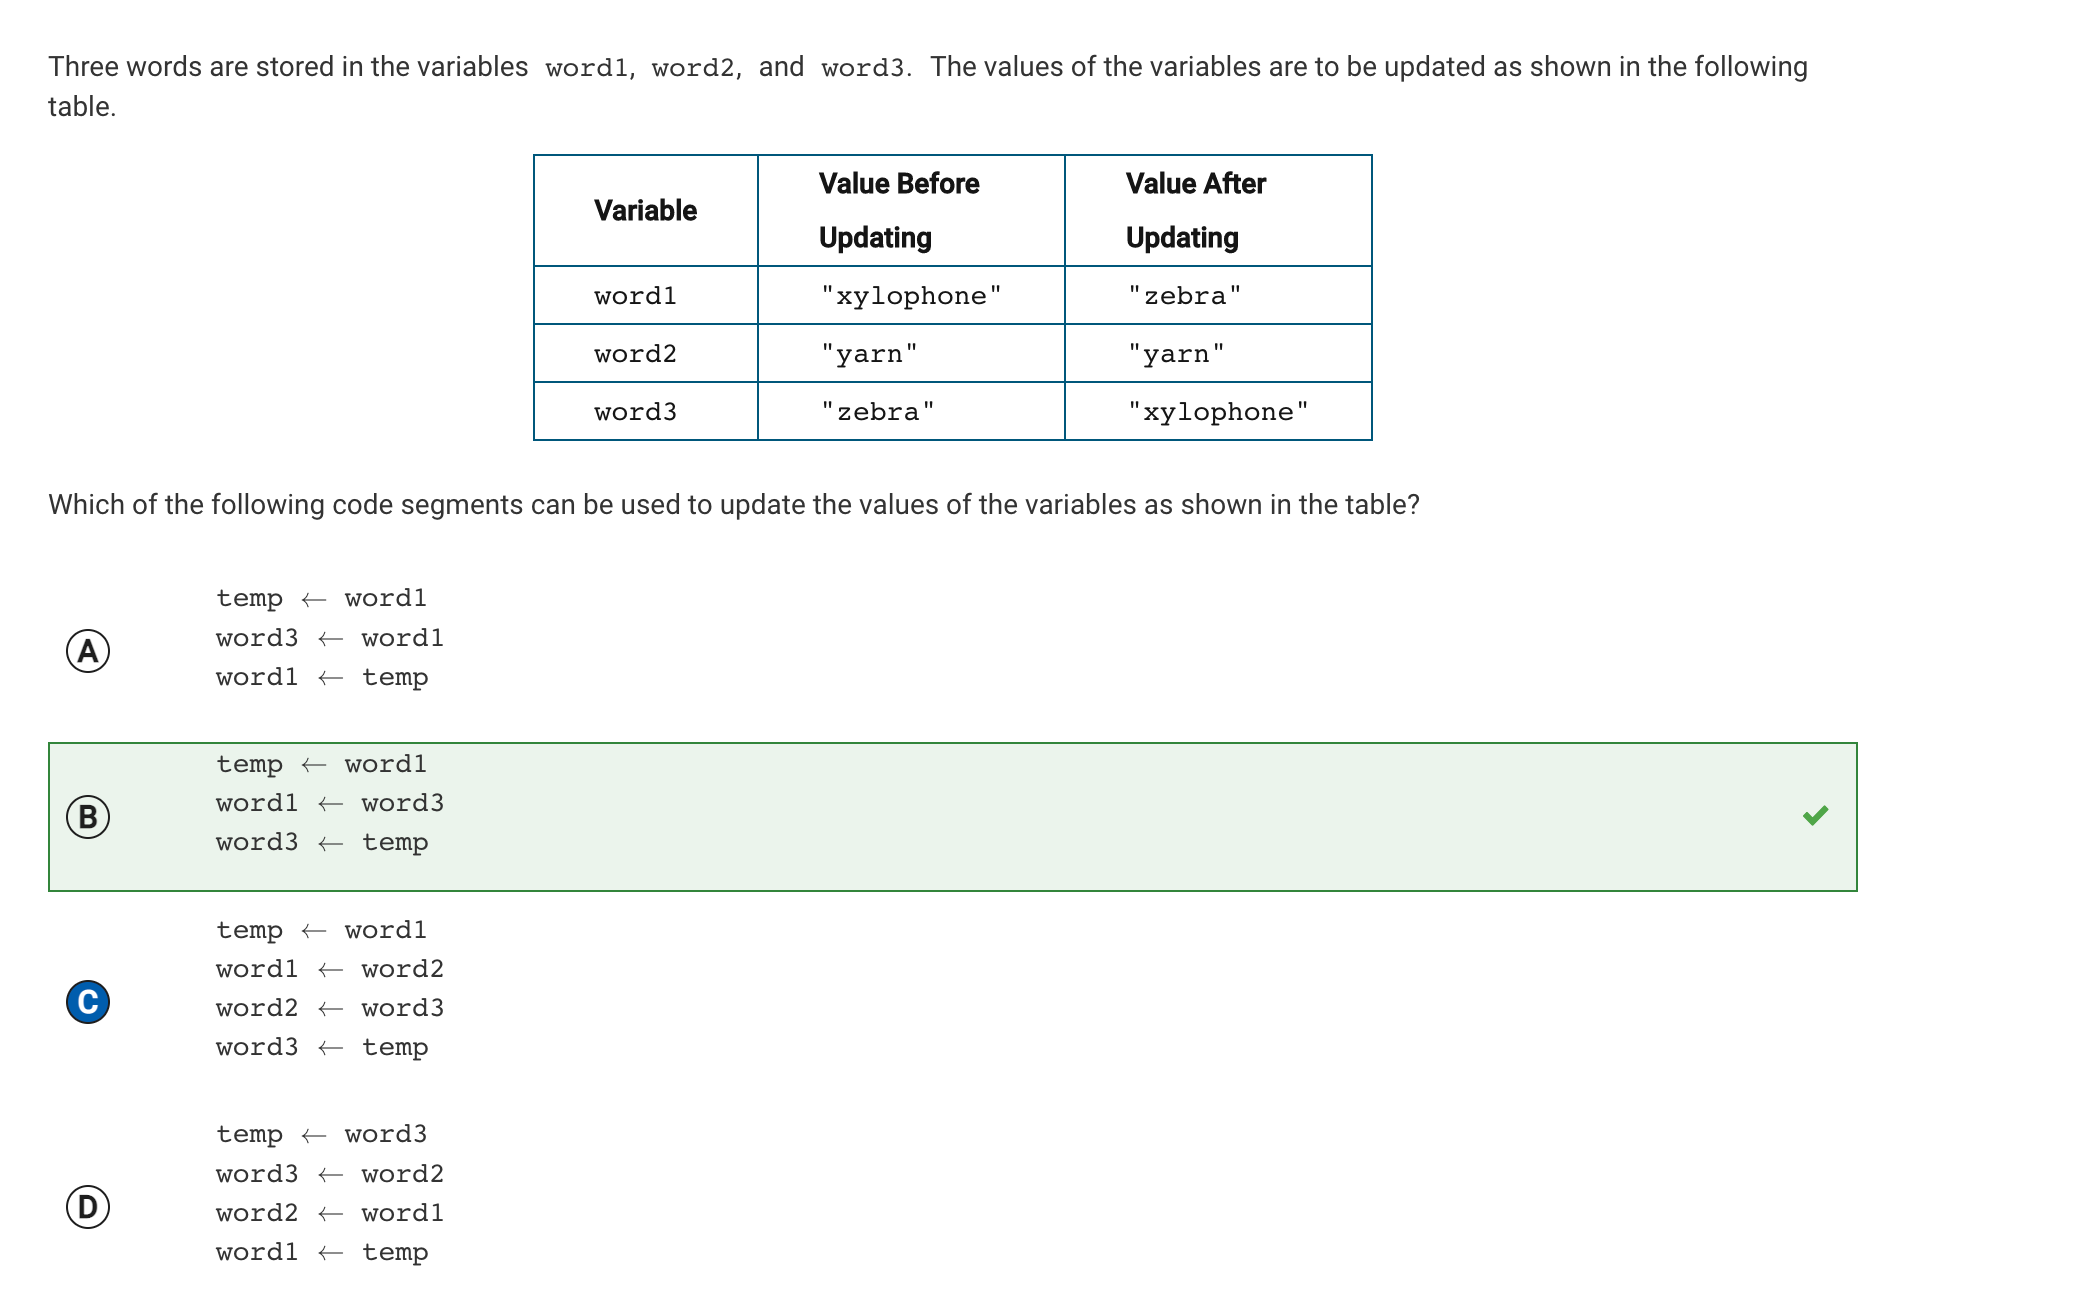 Three words are stored in the variables word1, word2, and word3. The values of the variables are to be updated as shown in the following
table.
Variable Value Before Updating Value After Updating
word1 "xylophone" "zebra"
word2 "yarn" "yarn"
word3 "zebra" "xylophone"
Which of the following code segments can be used to update the values of the variables as shown in the table?
A
temp ← word1
word3 ← word1
word1 ← temp
B
temp ← word1
word1 ← word3
word3 ← temp
C
temp ← word1
word1 ← word2
word2 ← word3
word3 ← temp
D
temp ← word3
word3 ← word2
word2 ← word1
word1 ← temp